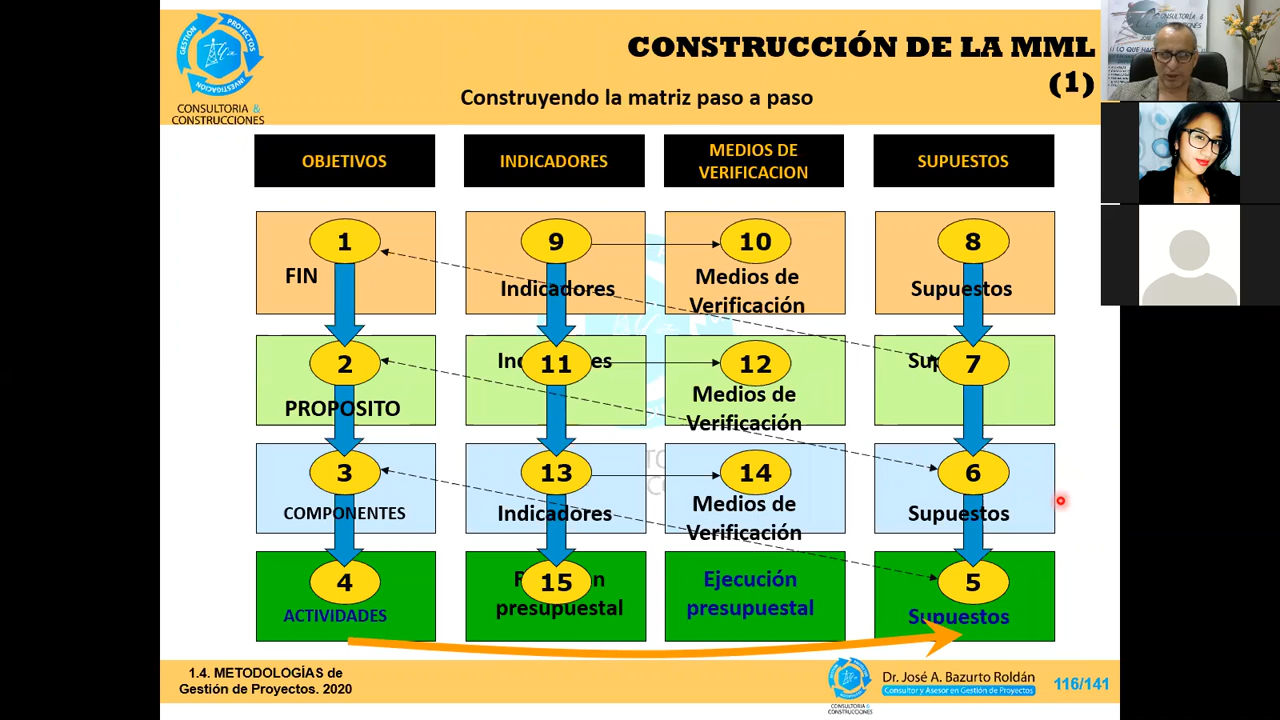 CONSTRUCCIÓN DE LA MML
(1)
Construyendo la matriz paso a paso
GESTIÓN
PROYECTOS
INVESTIGACIÓN
CONSULTORIA &
CONSTRUCCIONES
OBJETIVOS
INDICADORES
MEDIOS DE
VERIFICACION
SUPUESTOS
1
FIN
9
Indicadores
10
Medios de
Verificación
8
Supuestos
2
PROPOSITO
11
12
Medios de
Verificación
7
3
COMPONENTES
13
Indicadores
14
Medios de
Verificación
6
Supuestos
4
ACTIVIDADES
15
presupuestal
Ejecución
presupuestal
5
Supuestos
1.4. METODOLOGÍAS de
Gestión de Proyectos. 2020
CONSULTORIA &
CONSTRUCCIONES
Dr. José A. Bazurto Roldán
Consultor y Asesor en Gestión de Proyectos
116/141